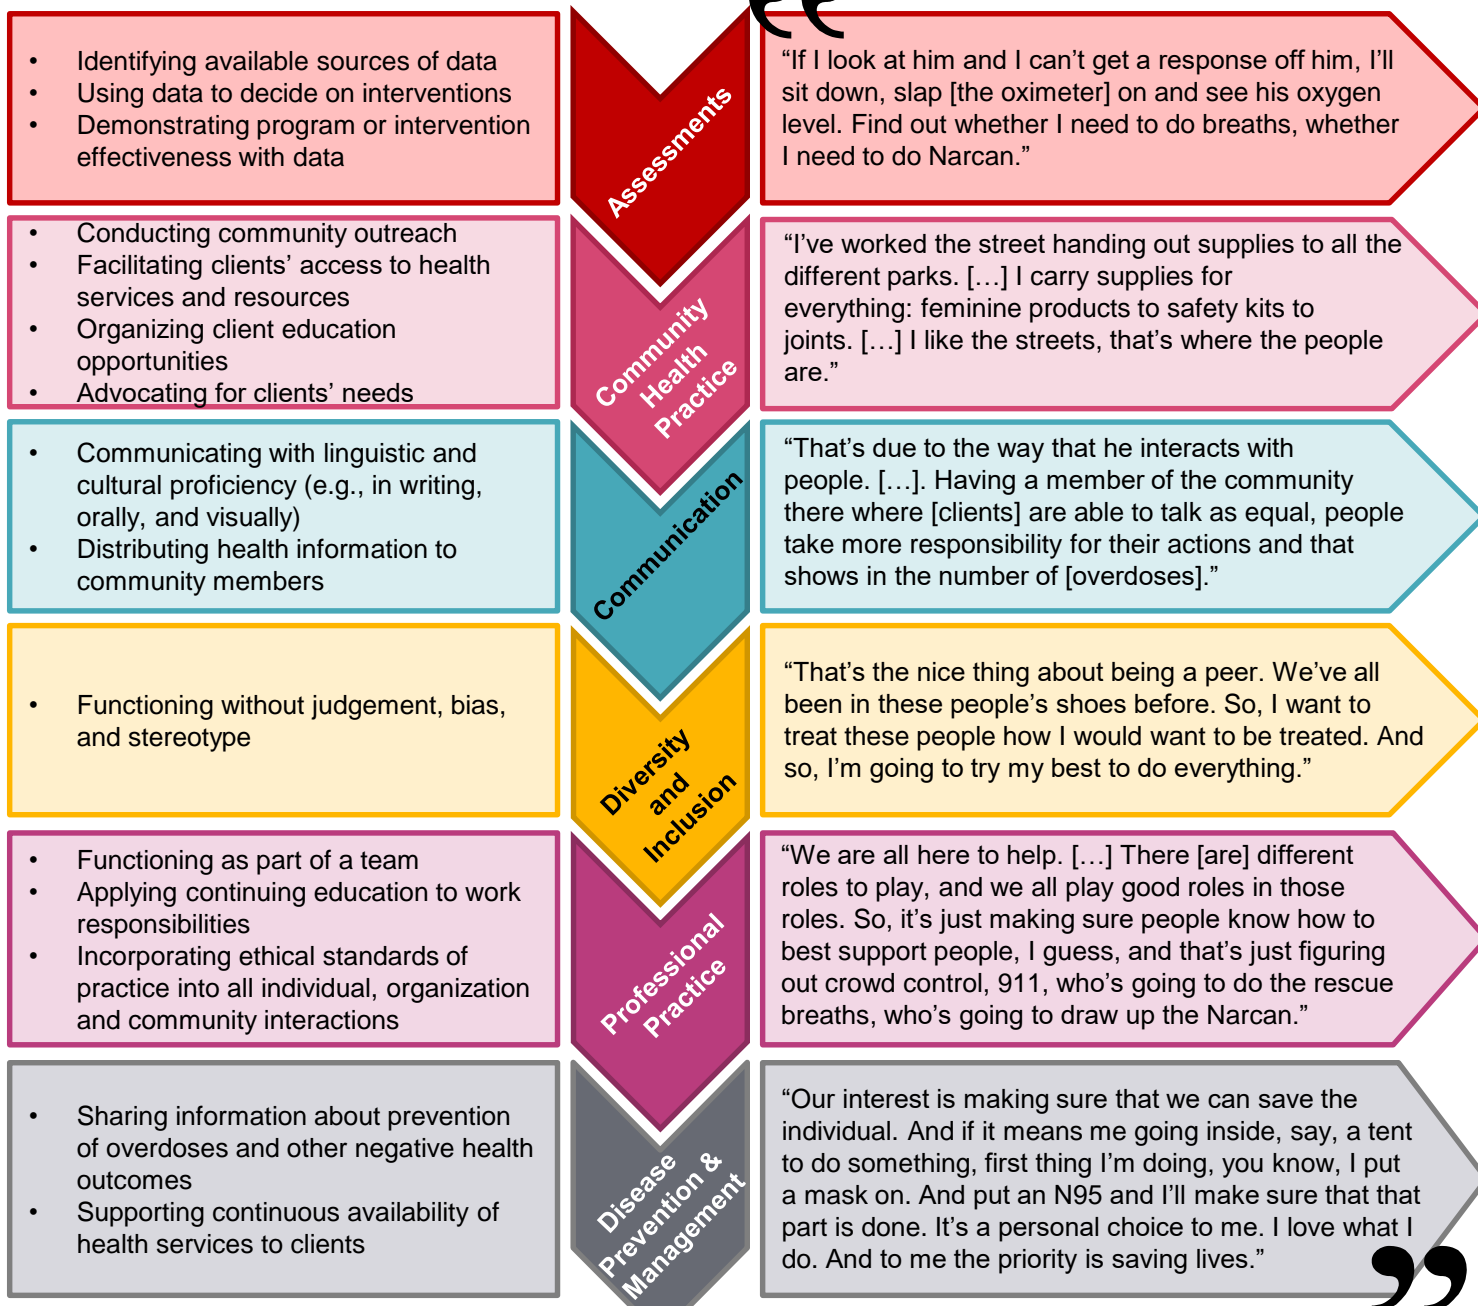 “
• Identifying available sources of data
• Using data to decide on interventions
• Demonstrating program or intervention
effectiveness with data
Assessments
“If I look at him and I can’t get a response off him, I’ll
sit down, slap [the oximeter] on and see his oxygen
level. Find out whether I need to do breaths, whether
I need to do Narcan.”
• Conducting community outreach
• Facilitating clients’ access to health
services and resources
• Organizing client education
opportunities
• Advocating for clients’ needs
Community
Health
Practice
“I’ve worked the street handing out supplies to all the
different parks. […] I carry supplies for
everything: feminine products to safety kits to
joints. […] I like the streets, that’s where the people
are.”
• Communicating with linguistic and
cultural proficiency (e.g., in writing,
orally, and visually)
• Distributing health information to
community members
Communication
“That’s due to the way that he interacts with
people. […]. Having a member of the community
there where [clients] are able to talk as equal, people
take more responsibility for their actions and that
shows in the number of [overdoses].”
• Functioning without judgement, bias,
and stereotype
Diversity
and
Inclusion
“That’s the nice thing about being a peer. We’ve all
been in these people’s shoes before. So, I want to
treat these people how I would want to be treated. And
so, I’m going to try my best to do everything.”
• Functioning as part of a team
• Applying continuing education to work
responsibilities
• Incorporating ethical standards of
practice into all individual, organization
and community interactions
Professional
Practice
“We are all here to help. […] There [are] different
roles to play, and we all play good roles in those
roles. So, it’s just making sure people know how to
best support people, I guess, and that’s just figuring
out crowd control, 911, who’s going to do the rescue
breaths, who’s going to draw up the Narcan.”
• Sharing information about prevention
of overdoses and other negative health
outcomes
• Supporting continuous availability of
health services to clients
Disease
Prevention &
Management
“Our interest is making sure that we can save the
individual. And if it means me going inside, say, a tent
to do something, first thing I’m doing, you know, I put
a mask on. And put an N95 and I’ll make sure that that
part is done. It’s a personal choice to me. I love what I
do. And to me the priority is saving lives.”
”